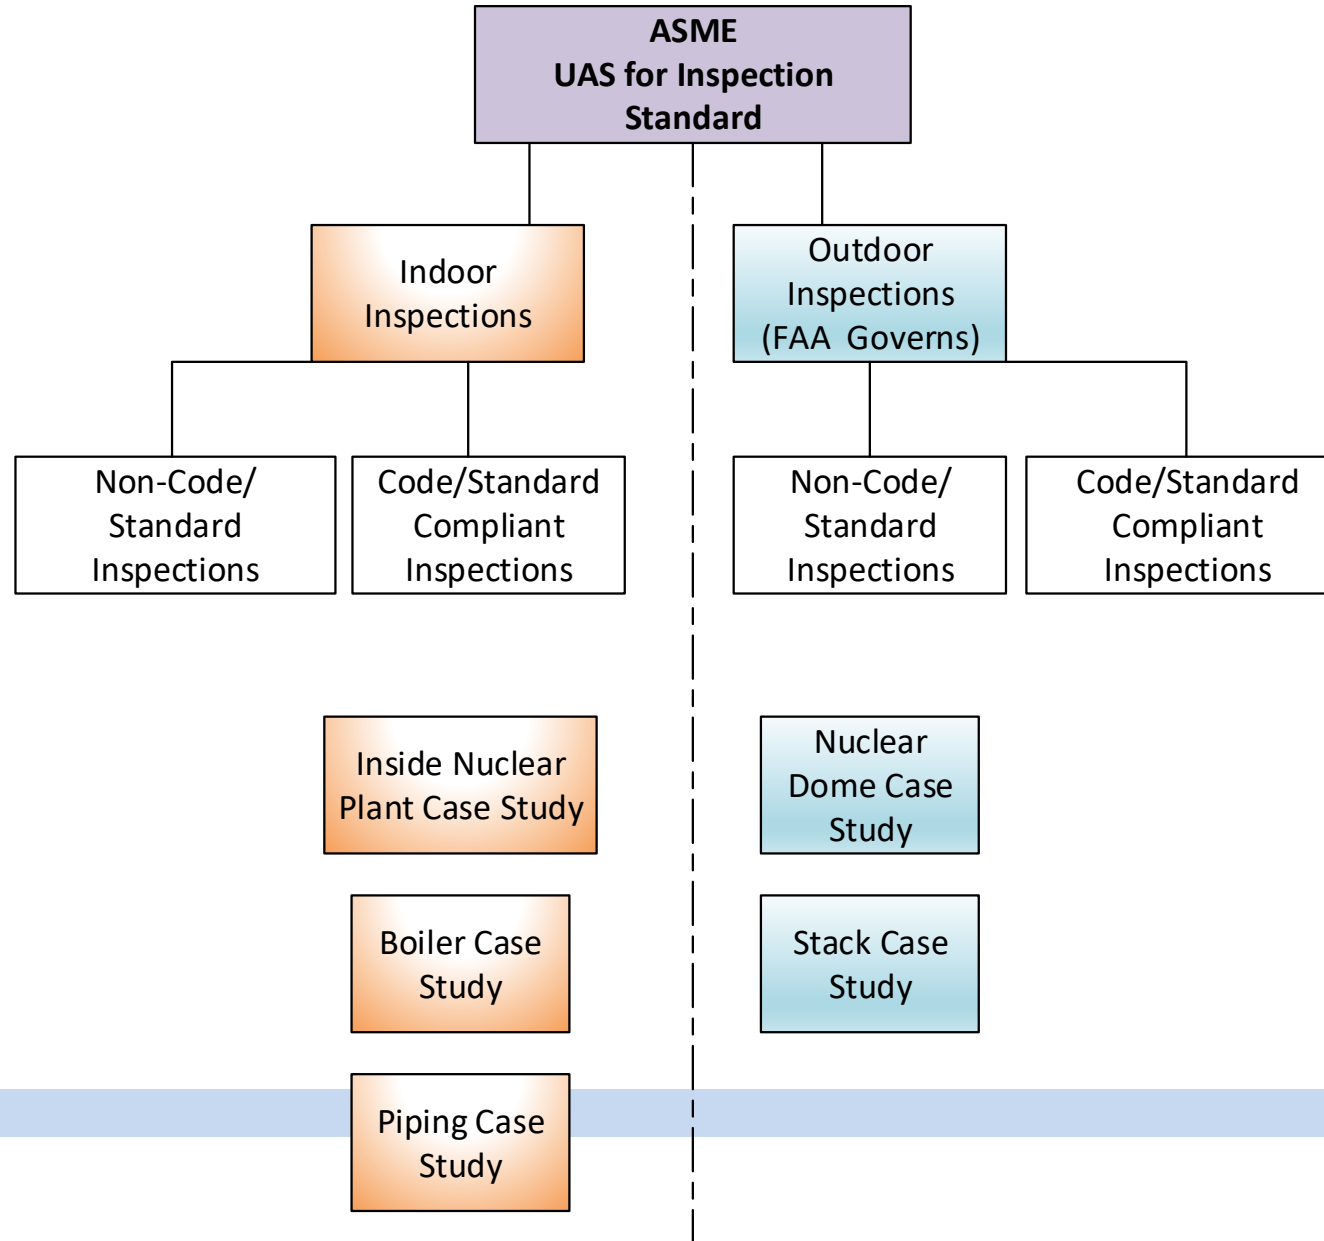 ASME
UAS for Inspection
Standard
Indoor
Inspections
Outdoor
Inspections
(FAA  Governs)
Non-Code/
Standard
Inspections
Code/Standard
Compliant
Inspections
Non-Code/
Standard
Inspections
Code/Standard
Compliant
Inspections
Inside Nuclear
Plant Case Study
Nuclear
Dome Case
Study
Boiler Case
Study
Stack Case
Study
Piping Case
Study